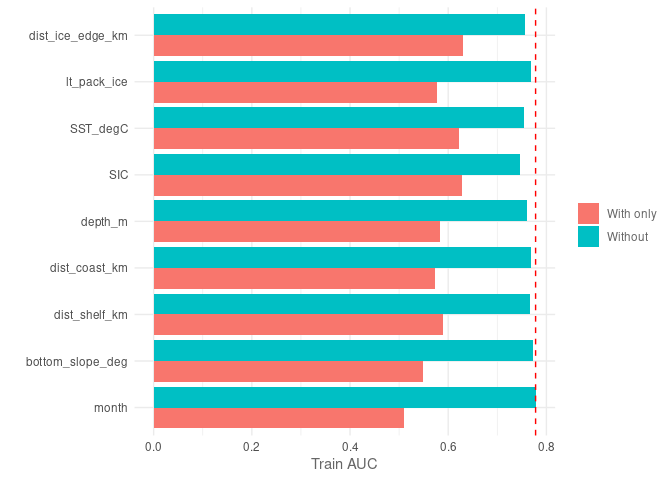 dist_ice_edge_km
lt_pack_ice
SST_degC
SIC
depth_m
dist_coast_km
dist_shelf_km
bottom_slope_deg
month
0.0 0.2 0.4 0.6 0.8
Train AUC
With only
Without